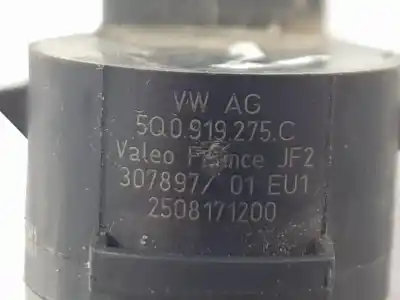 VW AG
5Q0.919.275.C
Valeo France JF2
307897/ 01 EU1
2508171200